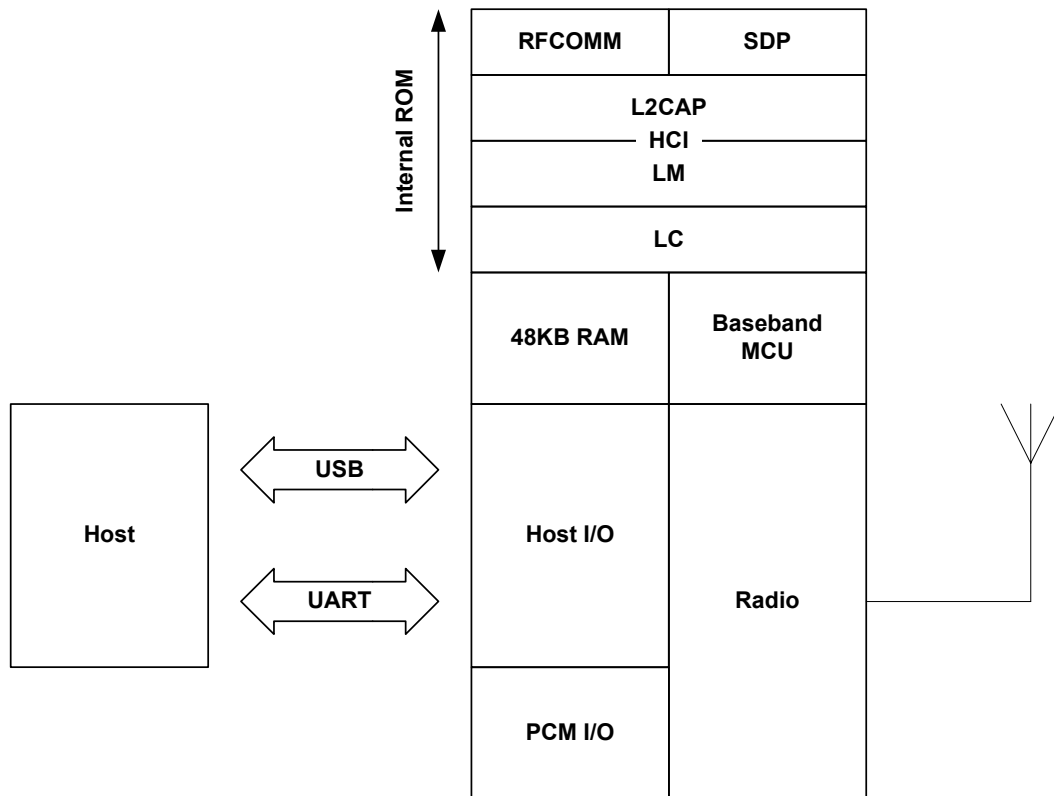 RFCOMM
SDP
Internal ROM
L2CAP
HCI
LM
LC
48KB RAM
Baseband
MCU
USB
Host
Host I/O
UART
Radio
PCM I/O